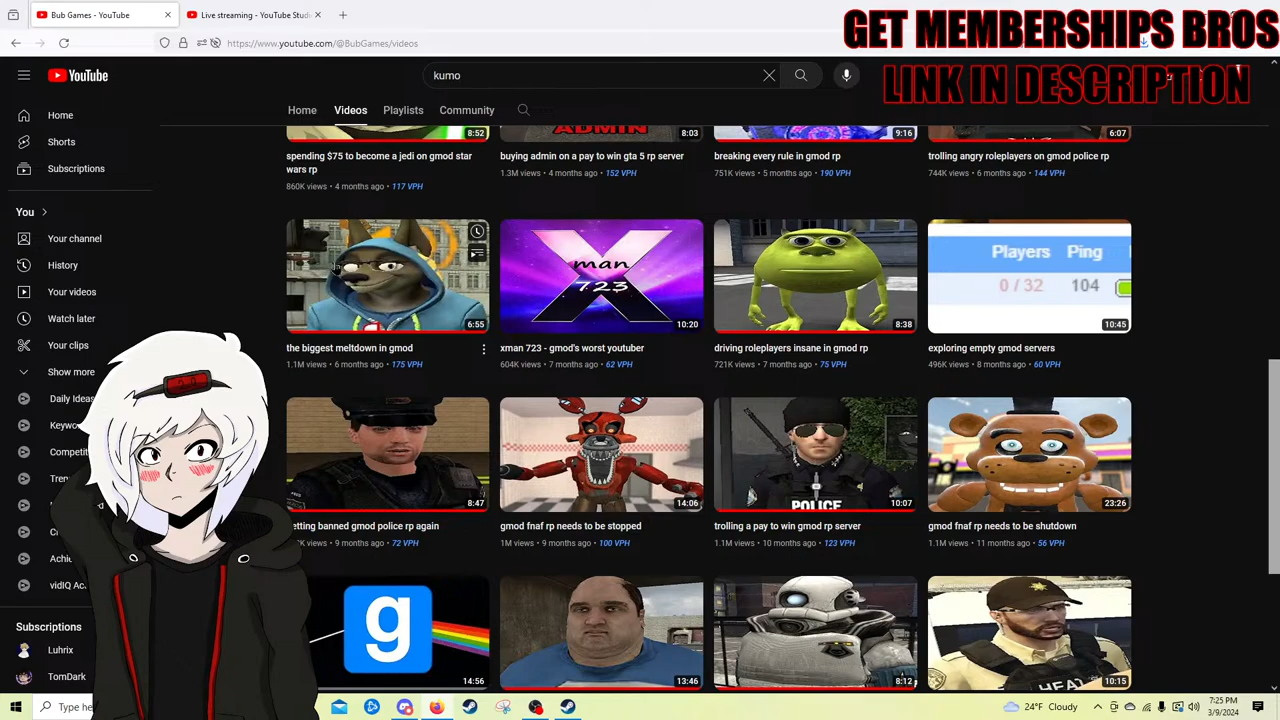 Bub Games - YouTube
Live streaming - YouTube Studi
https://www.youtube.com/@BubGames/videos
GET MEMBERSHIPS BROS
LINK IN DESCRIPTION
YouTube
kumo
Home
Videos
Playlists
Community
Home
Shorts
Subscriptions
You
Your channel
History
Your videos
Watch later
Your clips
Show more
Daily Ideas
Keywo
Competit
Tren
Achi
vidIQ Ac
Subscriptions
Luhrix
TomDark
8:52
ADMIN
8:03
9:16
6:07
spending $75 to become a jedi on gmod star
wars rp
860K views • 4 months ago • 117 VPH
buying admin on a pay to win gta 5 rp server
1.3M views • 4 months ago • 152 VPH
breaking every rule in gmod rp
751K views • 5 months ago • 190 VPH
trolling angry roleplayers on gmod police rp
744K views • 6 months ago • 144 VPH
6:55
man
723
10:20
8:38
Players Ping
0 / 32 104
10:45
the biggest meltdown in gmod
1.1M views • 6 months ago • 175 VPH
xman 723 - gmod's worst youtuber
604K views • 7 months ago • 62 VPH
driving roleplayers insane in gmod rp
721K views • 7 months ago • 75 VPH
exploring empty gmod servers
496K views • 8 months ago • 60 VPH
8:47
14:06
POLICE
10:07
23:26
etting banned gmod police rp again
K views • 9 months ago • 72 VPH
gmod fnaf rp needs to be stopped
1M views • 9 months ago • 100 VPH
trolling a pay to win gmod rp server
1.1M views • 10 months ago • 123 VPH
gmod fnaf rp needs to be shutdown
1.1M views • 11 months ago • 56 VPH
g
14:56
13:46
8:12
10:15
Type he
24°F Cloudy
7:25 PM
3/9/2024